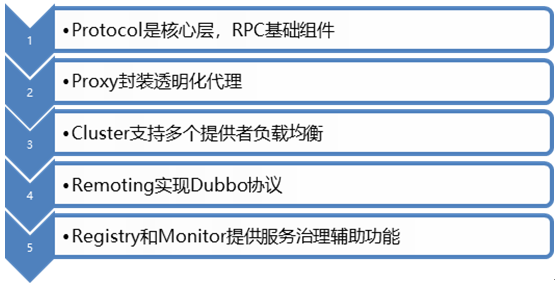 1
•Protocol是核心层，RPC基础组件
2
•Proxy封装透明化代理
3
•Cluster支持多个提供者负载均衡
4
•Remoting实现Dubbo协议
5
•Registry和Monitor提供服务治理辅助功能